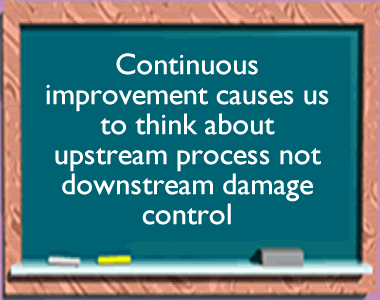 Continuous
improvement causes us
to think about
upstream process not
downstream damage
control